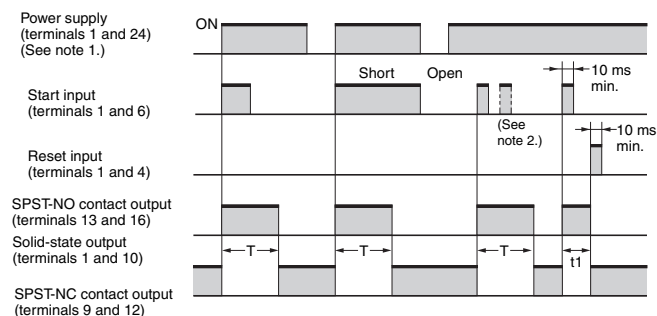 Power supply
(terminals 1 and 24)
(See note 1.)
ON
Short
Open
10 ms
min.
Start input
(terminals 1 and 6)
(See
note 2.)
10 ms
min.
Reset input
(terminals 1 and 4)
SPST-NO contact output
(terminals 13 and 16)
Solid-state output
(terminals 1 and 10)
T
T
T
t1
SPST-NC contact output
(terminals 9 and 12)